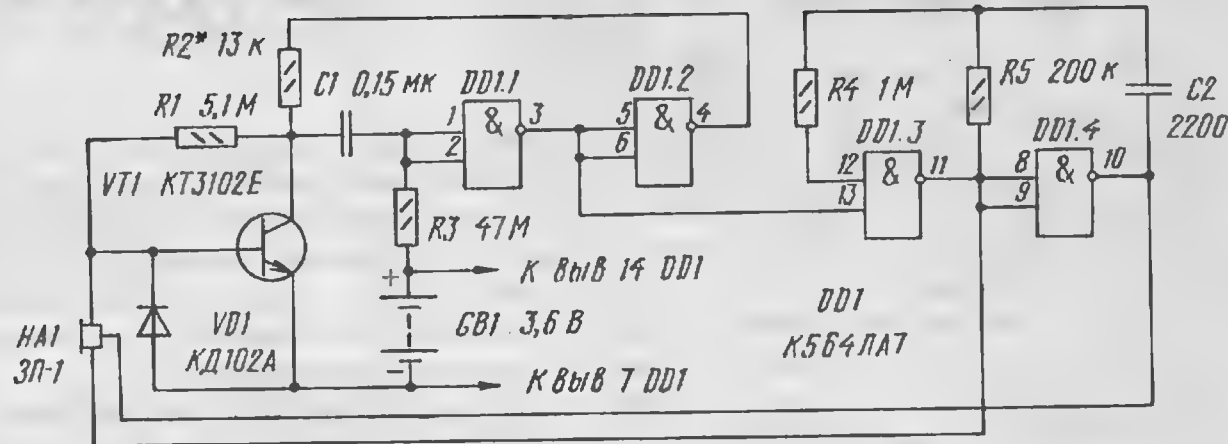 R2* 13 к
R1 5,1 М
C1 0,15 мк
DD1.1
DD1.2
1
2
&
3
5
6
&
4
VT1 КТ3102Е
R3 47 М
+
К выв 14 DD1
GB1 3,6 В
-
К выв 7 DD1
VD1
КД102А
HA1
ЗП-1
R4 1 М
R5 200 к
C2
2200
DD1.3
DD1.4
12
13
&
11
8
9
&
10
DD1
К564ЛА7